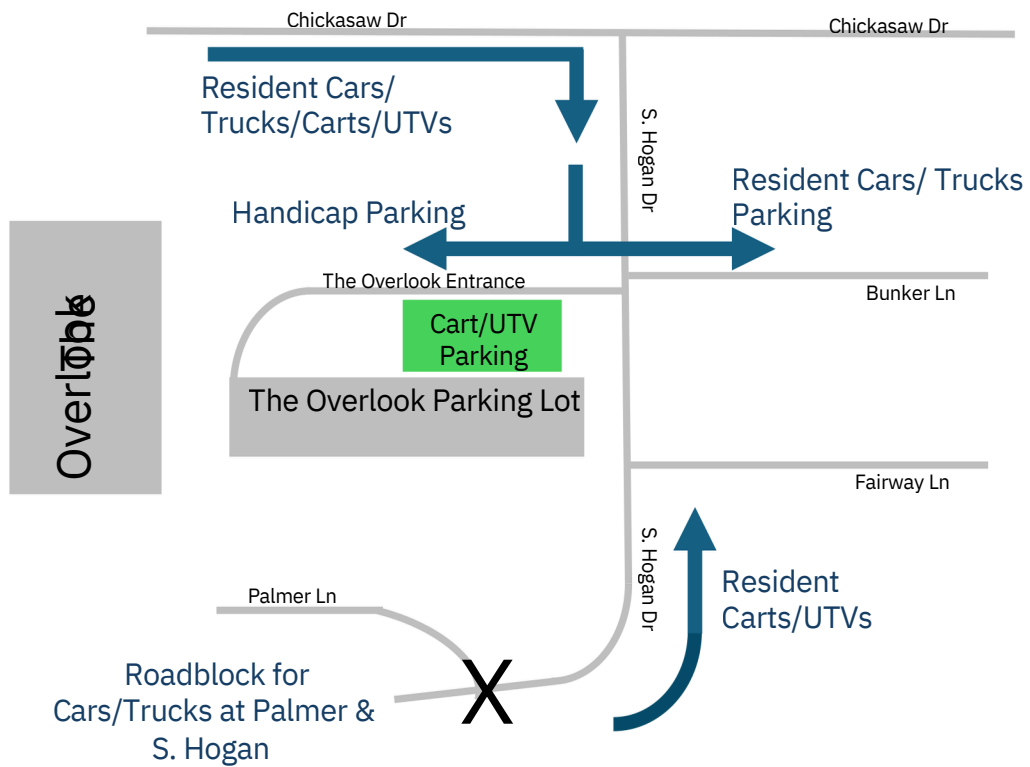 Chickasaw Dr
Chickasaw Dr
Resident Cars/
Trucks/Carts/UTVs
S. Hogan Dr
Resident Cars/ Trucks
Parking
Handicap Parking
The Overlook Entrance
Bunker Ln
Cart/UTV
Parking
The
Overlook
The Overlook Parking Lot
Fairway Ln
S. Hogan Dr
Resident
Carts/UTVs
Palmer Ln
X
Roadblock for
Cars/Trucks at Palmer &
S. Hogan